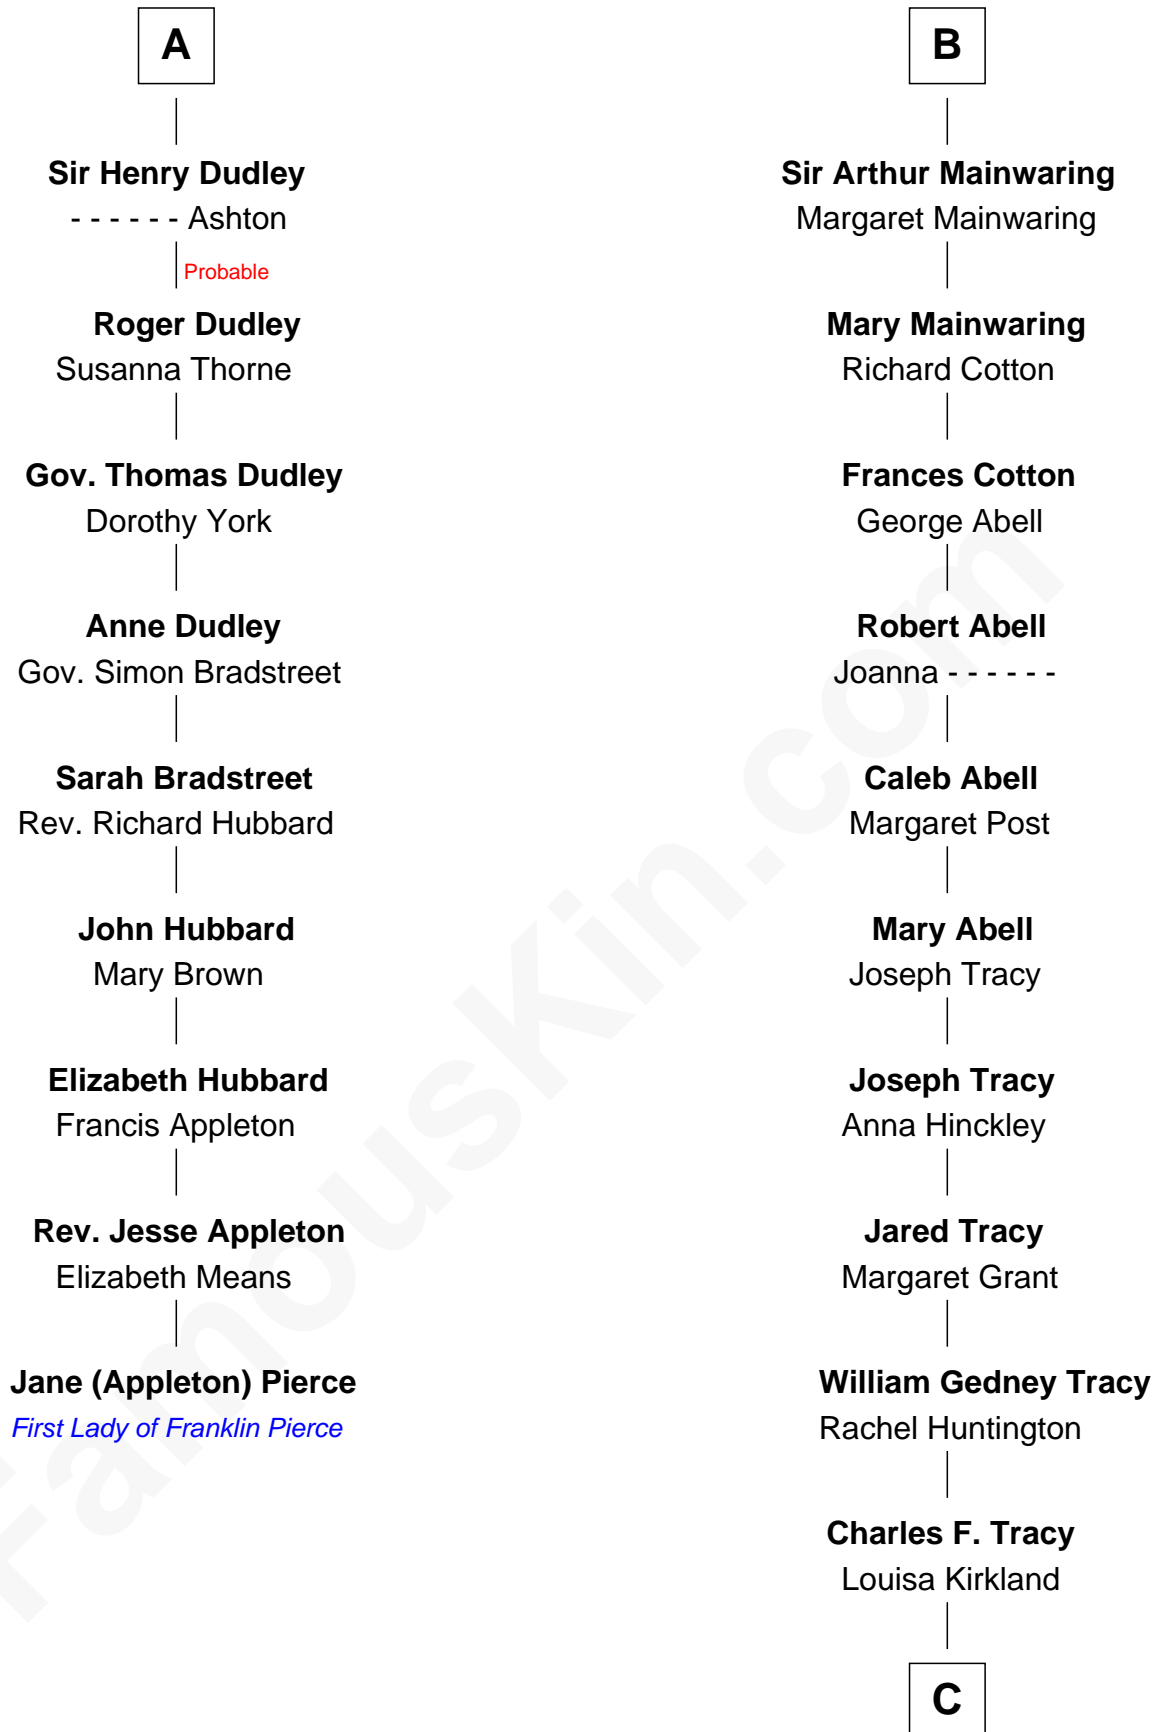 A
Sir Henry Dudley
- - - - - - Ashton
Probable
Roger Dudley
Susanna Thorne
Gov. Thomas Dudley
Dorothy York
Anne Dudley
Gov. Simon Bradstreet
Sarah Bradstreet
Rev. Richard Hubbard
John Hubbard
Mary Brown
Elizabeth Hubbard
Francis Appleton
Rev. Jesse Appleton
Elizabeth Means
Jane (Appleton) Pierce
First Lady of Franklin Pierce
B
Sir Arthur Mainwaring
Margaret Mainwaring
Mary Mainwaring
Richard Cotton
Frances Cotton
George Abell
Robert Abell
Joanna - - - - - -
Caleb Abell
Margaret Post
Mary Abell
Joseph Tracy
Joseph Tracy
Anna Hinckley
Jared Tracy
Margaret Grant
William Gedney Tracy
Rachel Huntington
Charles F. Tracy
Louisa Kirkland
C
FamousKin.com